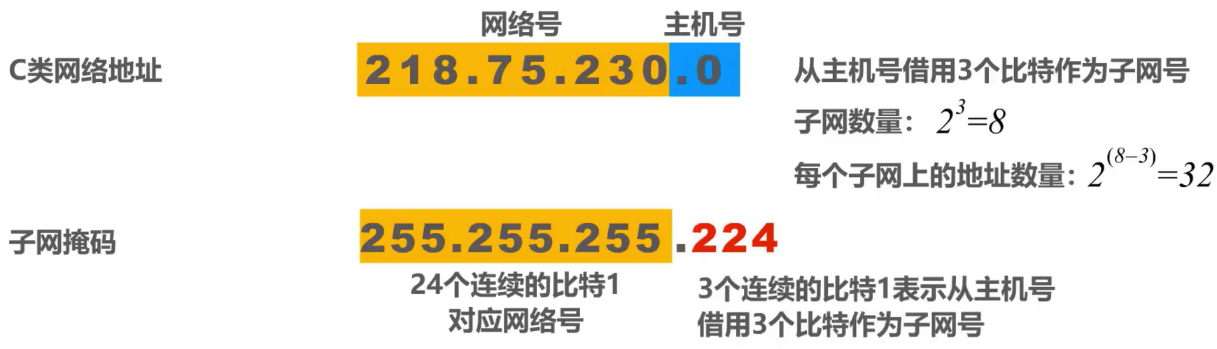 网络号 主机号
C类网络地址 218.75.230.0 从主机号借用3个比特作为子网号
子网数量： 2^3=8
每个子网上的地址数量：2^(8−3)=32
子网掩码 255.255.255.224
24个连续的比特1 3个连续的比特1表示从主机号
对应网络号 借用3个比特作为子网号